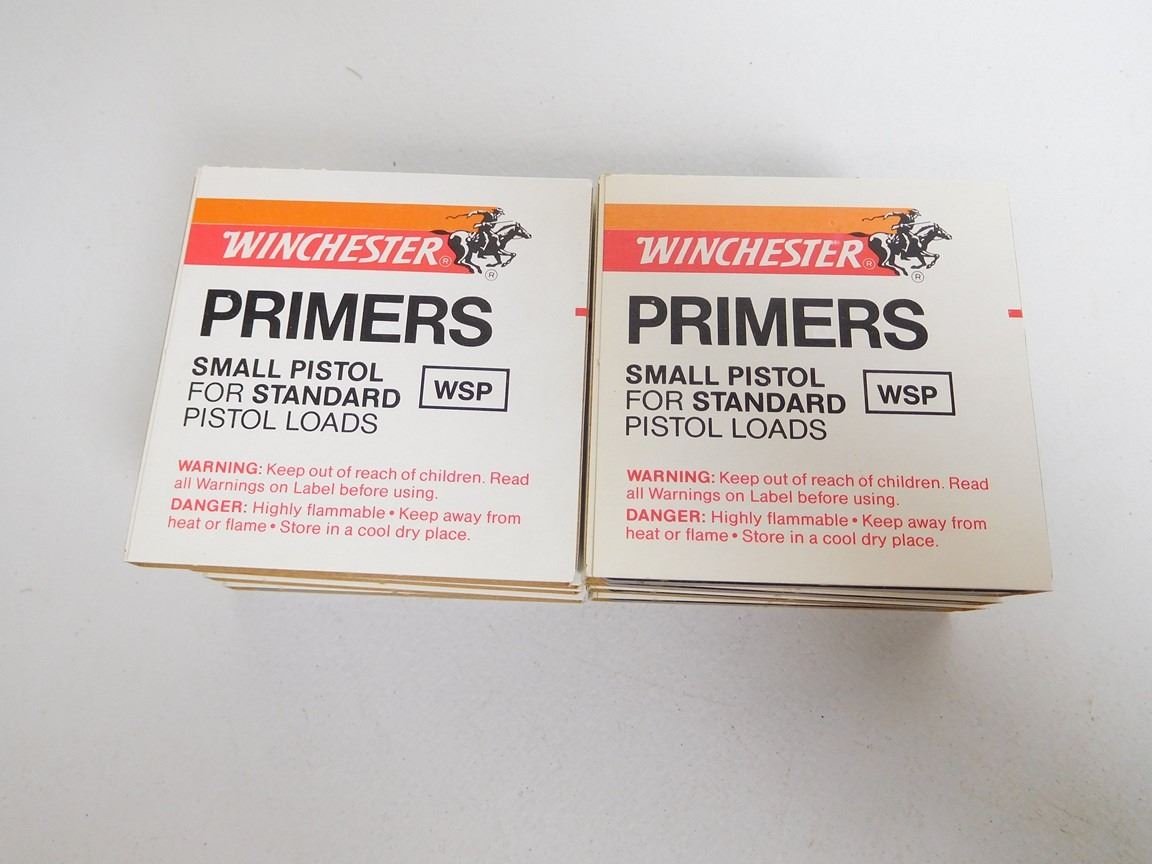 WINCHESTER®
®
PRIMERS
SMALL PISTOL
FOR STANDARD
PISTOL LOADS
WSP
WARNING: Keep out of reach of children. Read
all Warnings on Label before using.
DANGER: Highly flammable • Keep away from
heat or flame • Store in a cool dry place.
WINCHESTER®
®
PRIMERS
SMALL PISTOL
FOR STANDARD
PISTOL LOADS
WSP
WARNING: Keep out of reach of children. Read
all Warnings on Label before using.
DANGER: Highly flammable • Keep away from
heat or flame • Store in a cool dry place.